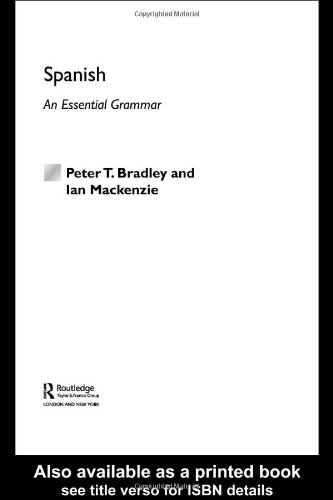 Copyrighted Material
Spanish
An Essential Grammar
Peter T. Bradley and
Ian Mackenzie
Routledge
Taylor & Francis Group
LONDON AND NEW YORK
Copyrighted Material
Also available as a printed book
see title verso for ISBN details